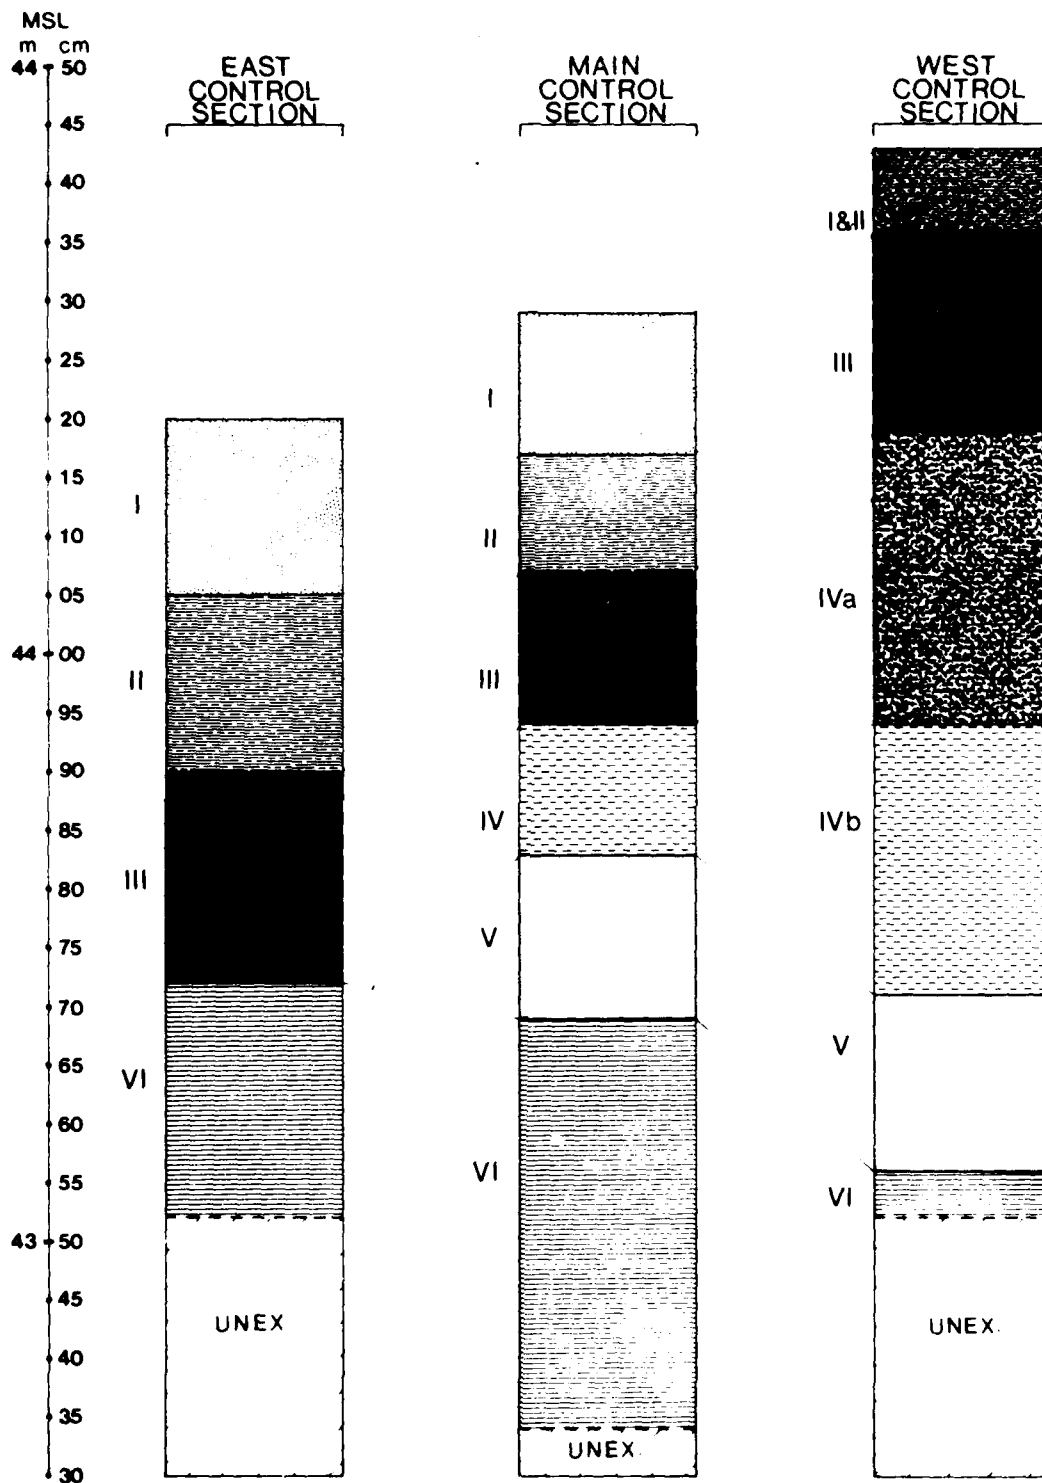 MSL
m cm
44 50
45
40
35
30
25
20
15
10
05
44 00
95
90
85
80
75
70
65
60
55
43 50
45
40
35
30
EAST
CONTROL
SECTION
I
II
III
VI
UNEX
MAIN
CONTROL
SECTION
I
II
III
IV
V
VI
UNEX.
WEST
CONTROL
SECTION
I&II
III
IVa
IVb
V
VI
UNEX.